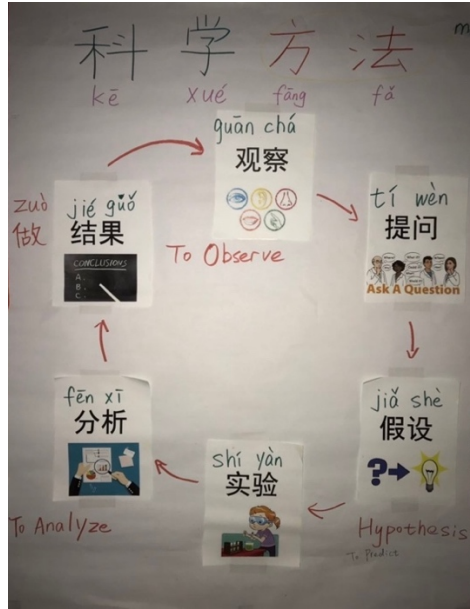 科学方法
kē xué fāng fǎ
guān chá
观察
To Observe
tí wèn
提问
Ask A Question
jiǎ shè
假设
Hypothesis
To Predict
shí yàn
实验
fēn xī
分析
To Analyze
zuò
做
jié guǒ
结果
CONCLUSIONS
A.
B.
C.